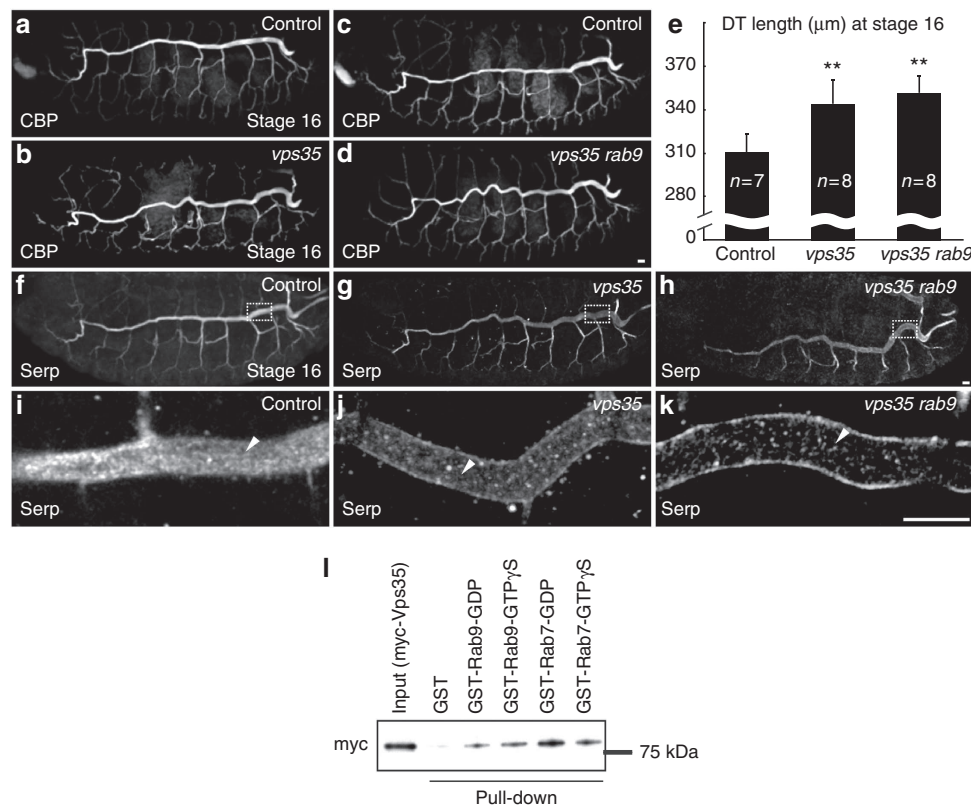 a Control
CBP Stage 16
c Control
CBP
b vps35
CBP Stage 16
d vps35 rab9
CBP
e DT length (μm) at stage 16
370
340
310
280
0
**
**
n=7
n=8
n=8
Control vps35 vps35 rab9
f Control
Serp Stage 16
g vps35
Serp
h vps35 rab9
Serp
i Control
Serp
j vps35
Serp
k vps35 rab9
Serp
l
Input (myc-Vps35)
GST
GST-Rab9-GDP
GST-Rab9-GTPγS
GST-Rab7-GDP
GST-Rab7-GTPγS
myc
75 kDa
Pull-down